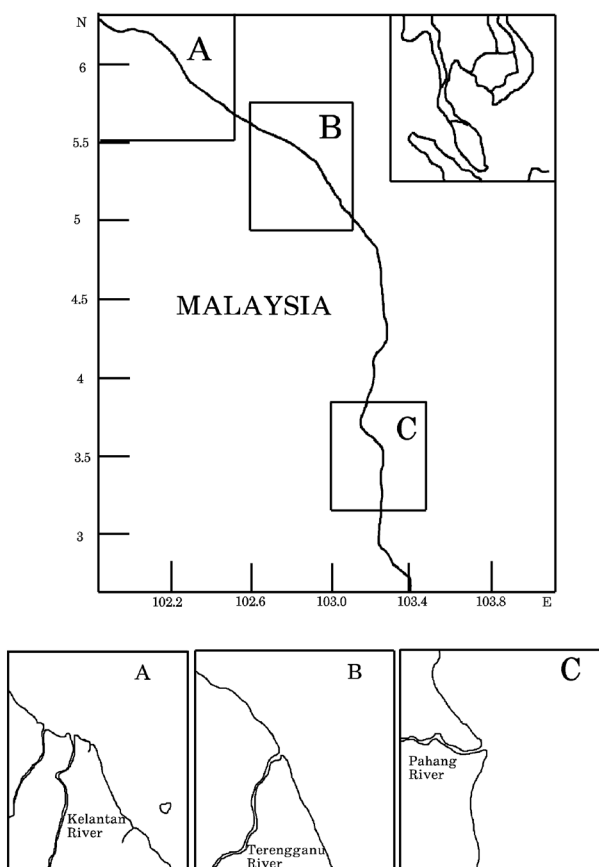 N
A
6
B
5.5
5
4.5
MALAYSIA
4
C
3.5
3
102.2 102.6 103.0 103.4 103.8 E
A
B
C
Pahang
River
Kelantan
River
Terengganu
River